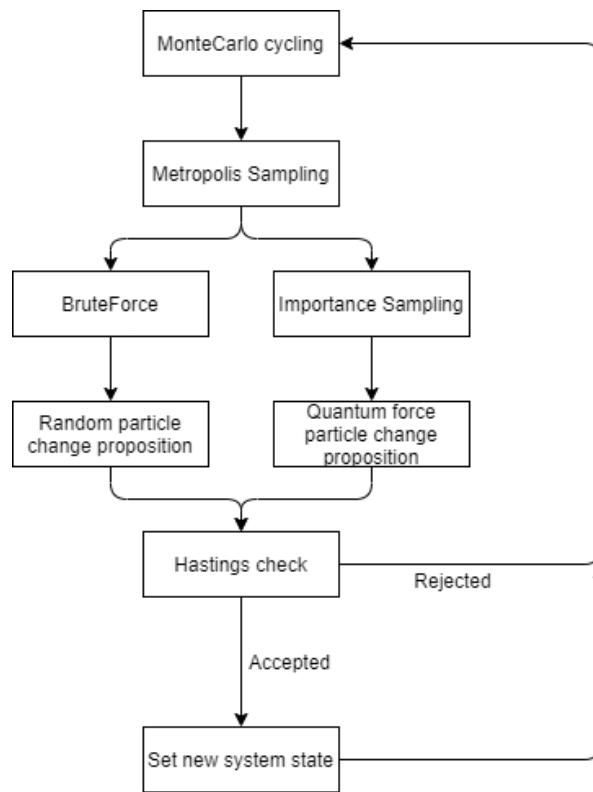 MonteCarlo cycling
Metropolis Sampling
BruteForce
Importance Sampling
Random particle
change proposition
Quantum force
particle change
proposition
Hastings check
Rejected
Accepted
Set new system state